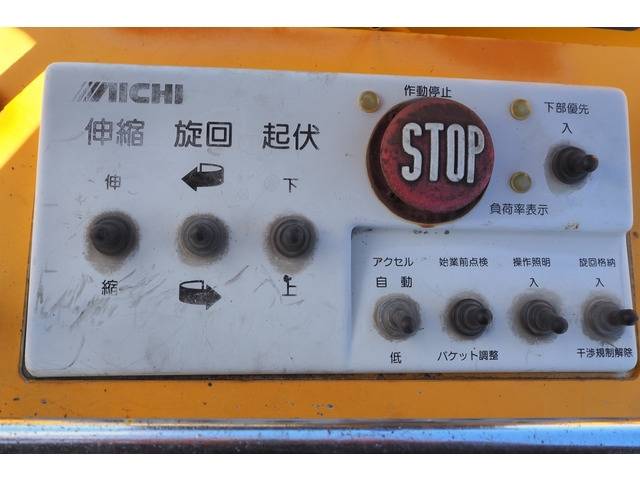 AICHI
伸縮 旋回 起伏
伸 下
縮 上
作動停止
STOP
下部優先
入
負荷率表示
アクセル 始業前点検 操作照明 旋回格納
自動 入 入
低 バケット調整 干渉規制解除